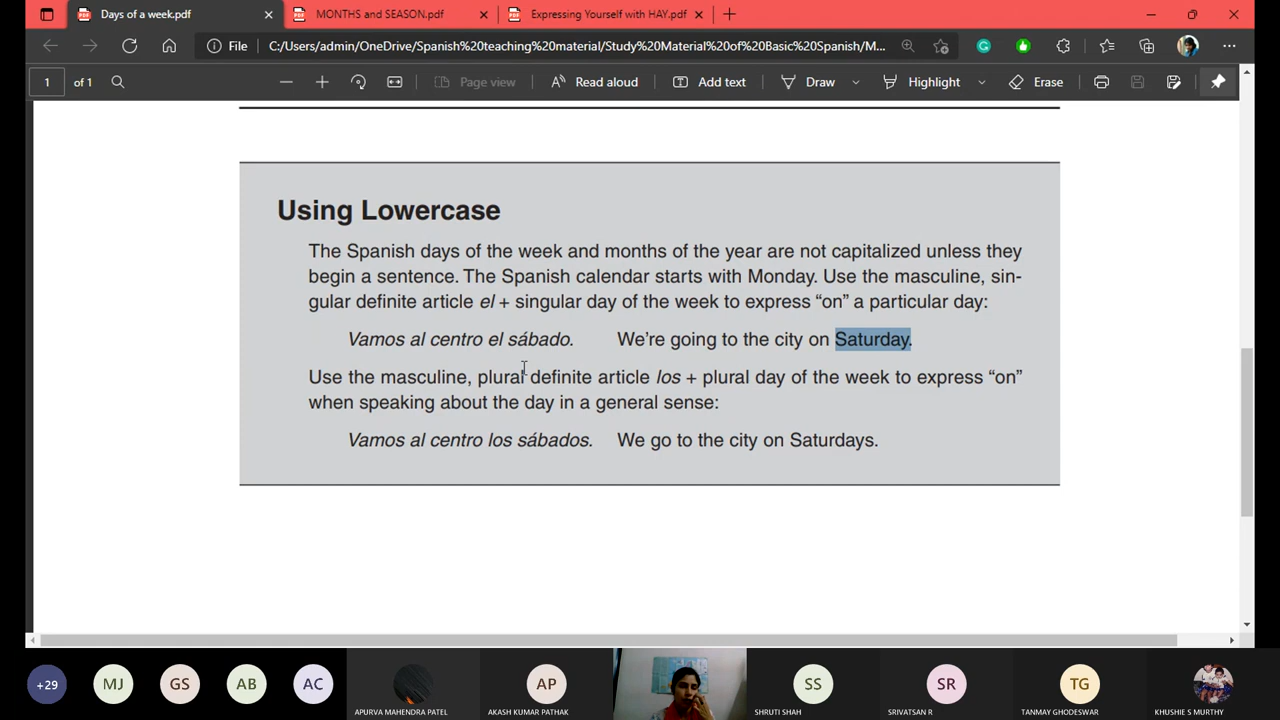 Days of a week.pdf
MONTHS and SEASON.pdf
Expressing Yourself with HAY.pdf
File
C:/Users/admin/OneDrive/Spanish%20teaching%20material/Study%20Material%20of%20Basic%20Spanish/M...
1
of 1
Page view
Read aloud
Add text
Draw
Highlight
Erase
Using Lowercase
The Spanish days of the week and months of the year are not capitalized unless they
begin a sentence. The Spanish calendar starts with Monday. Use the masculine, sin-
gular definite article el + singular day of the week to express “on” a particular day:
Vamos al centro el sábado. We’re going to the city on Saturday.
Use the masculine, plural definite article los + plural day of the week to express “on”
when speaking about the day in a general sense:
Vamos al centro los sábados. We go to the city on Saturdays.
+29
MJ
GS
AB
AC
AP
SS
SR
TG
APURVA MAHENDRA PATEL
AKASH KUMAR PATHAK
SHRUTI SHAH
SRIVATSAN R
TANMAY GHODESWAR
KHUSHIE S MURTHY